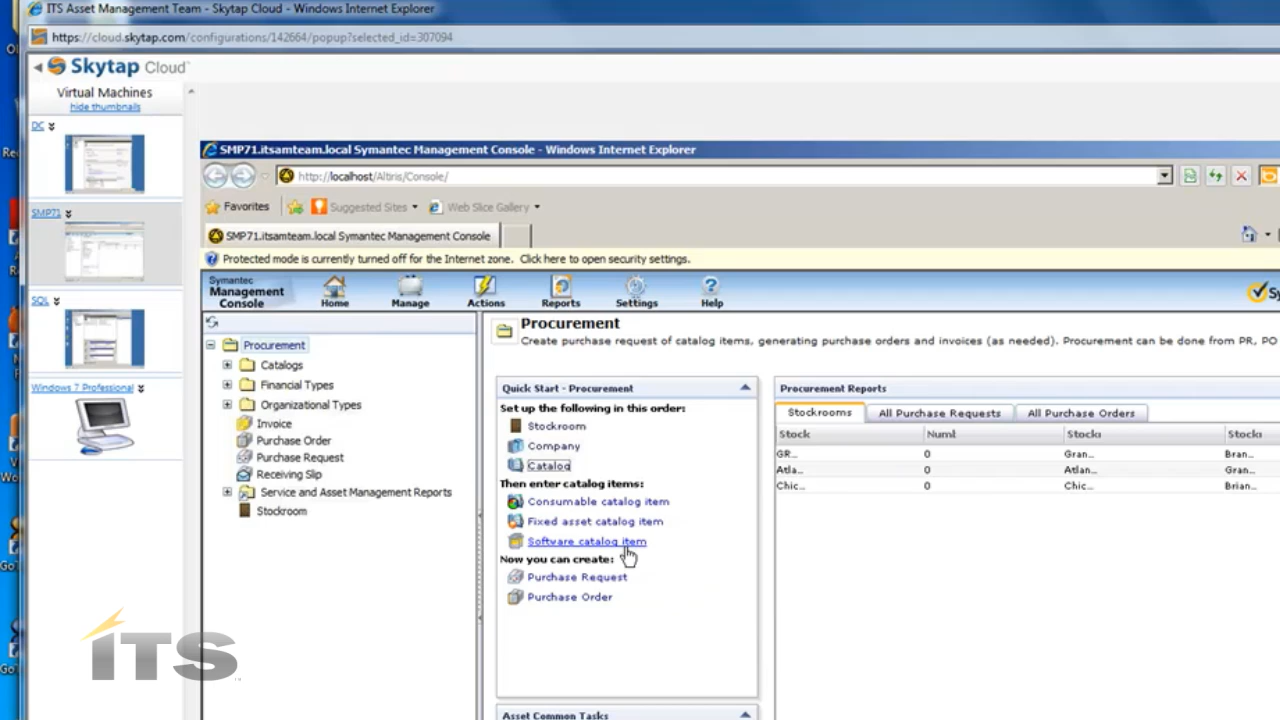 ITS Asset Management Team - Skytap Cloud - Windows Internet Explorer
https://cloud.skytap.com/configurations/142664/popup?selected_id=307094
Skytap Cloud
Virtual Machines
hide thumbnails
DC
SMP71
SQL
Windows 7 Professional
SMP71.itsamteam.local Symantec Management Console - Windows Internet Explorer
http://localhost/Altiris/Console/
Favorites Suggested Sites Web Slice Gallery
SMP71.itsamteam.local Symantec Management Console
Protected mode is currently turned off for the Internet zone. Click here to open security settings.
Symantec
Management
Console
Home Manage Actions Reports Settings Help
Procurement
Catalogs
Financial Types
Organizational Types
Invoice
Purchase Order
Purchase Request
Receiving Slip
Service and Asset Management Reports
Stockroom
Procurement
Create purchase request of catalog items, generating purchase orders and invoices (as needed). Procurement can be done from PR, PO
Quick Start - Procurement
Set up the following in this order:
Stockroom
Company
Catalog
Then enter catalog items:
Consumable catalog item
Fixed asset catalog item
Software catalog item
Now you can create:
Purchase Request
Purchase Order
Asset Common Tasks
Procurement Reports
Stockrooms All Purchase Requests All Purchase Orders
Stock Numl Stocki Stocki
GR... 0 Gran... Bran...
Atla... 0 Atlan... Gran...
Chic... 0 Chic... Brian...
ITS